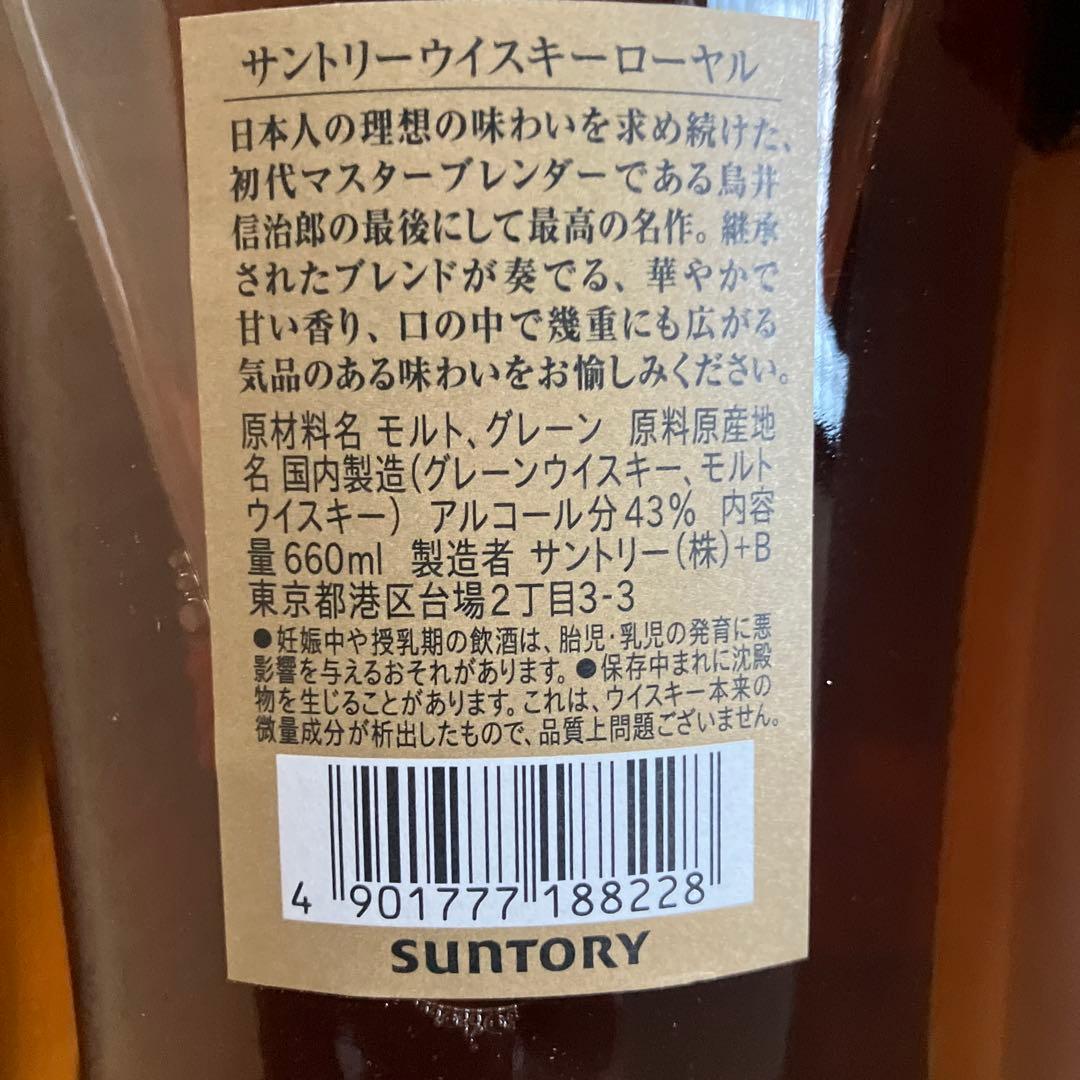 サントリーウイスキーローヤル
日本人の理想の味わいを求め続けた、
初代マスターブレンダーである鳥井
信治郎の最後にして最高の名作。継承
されたブレンドが奏でる、華やかで
甘い香り、口の中で幾重にも広がる
気品のある味わいをお愉しみください。
原材料名 モルト、グレーン 原料原産地
名 国内製造(グレーンウイスキー、モルト
ウイスキー) アルコール分43% 内容
量660ml 製造者 サントリー(株)+B
東京都港区台場2丁目3-3
●妊娠中や授乳期の飲酒は、胎児・乳児の発育に悪
影響を与えるおそれがあります。●保存中まれに沈殿
物を生じることがあります。これは、ウイスキー本来の
微量成分が析出したもので、品質上問題ございません。
4 901777 188228
SUNTORY